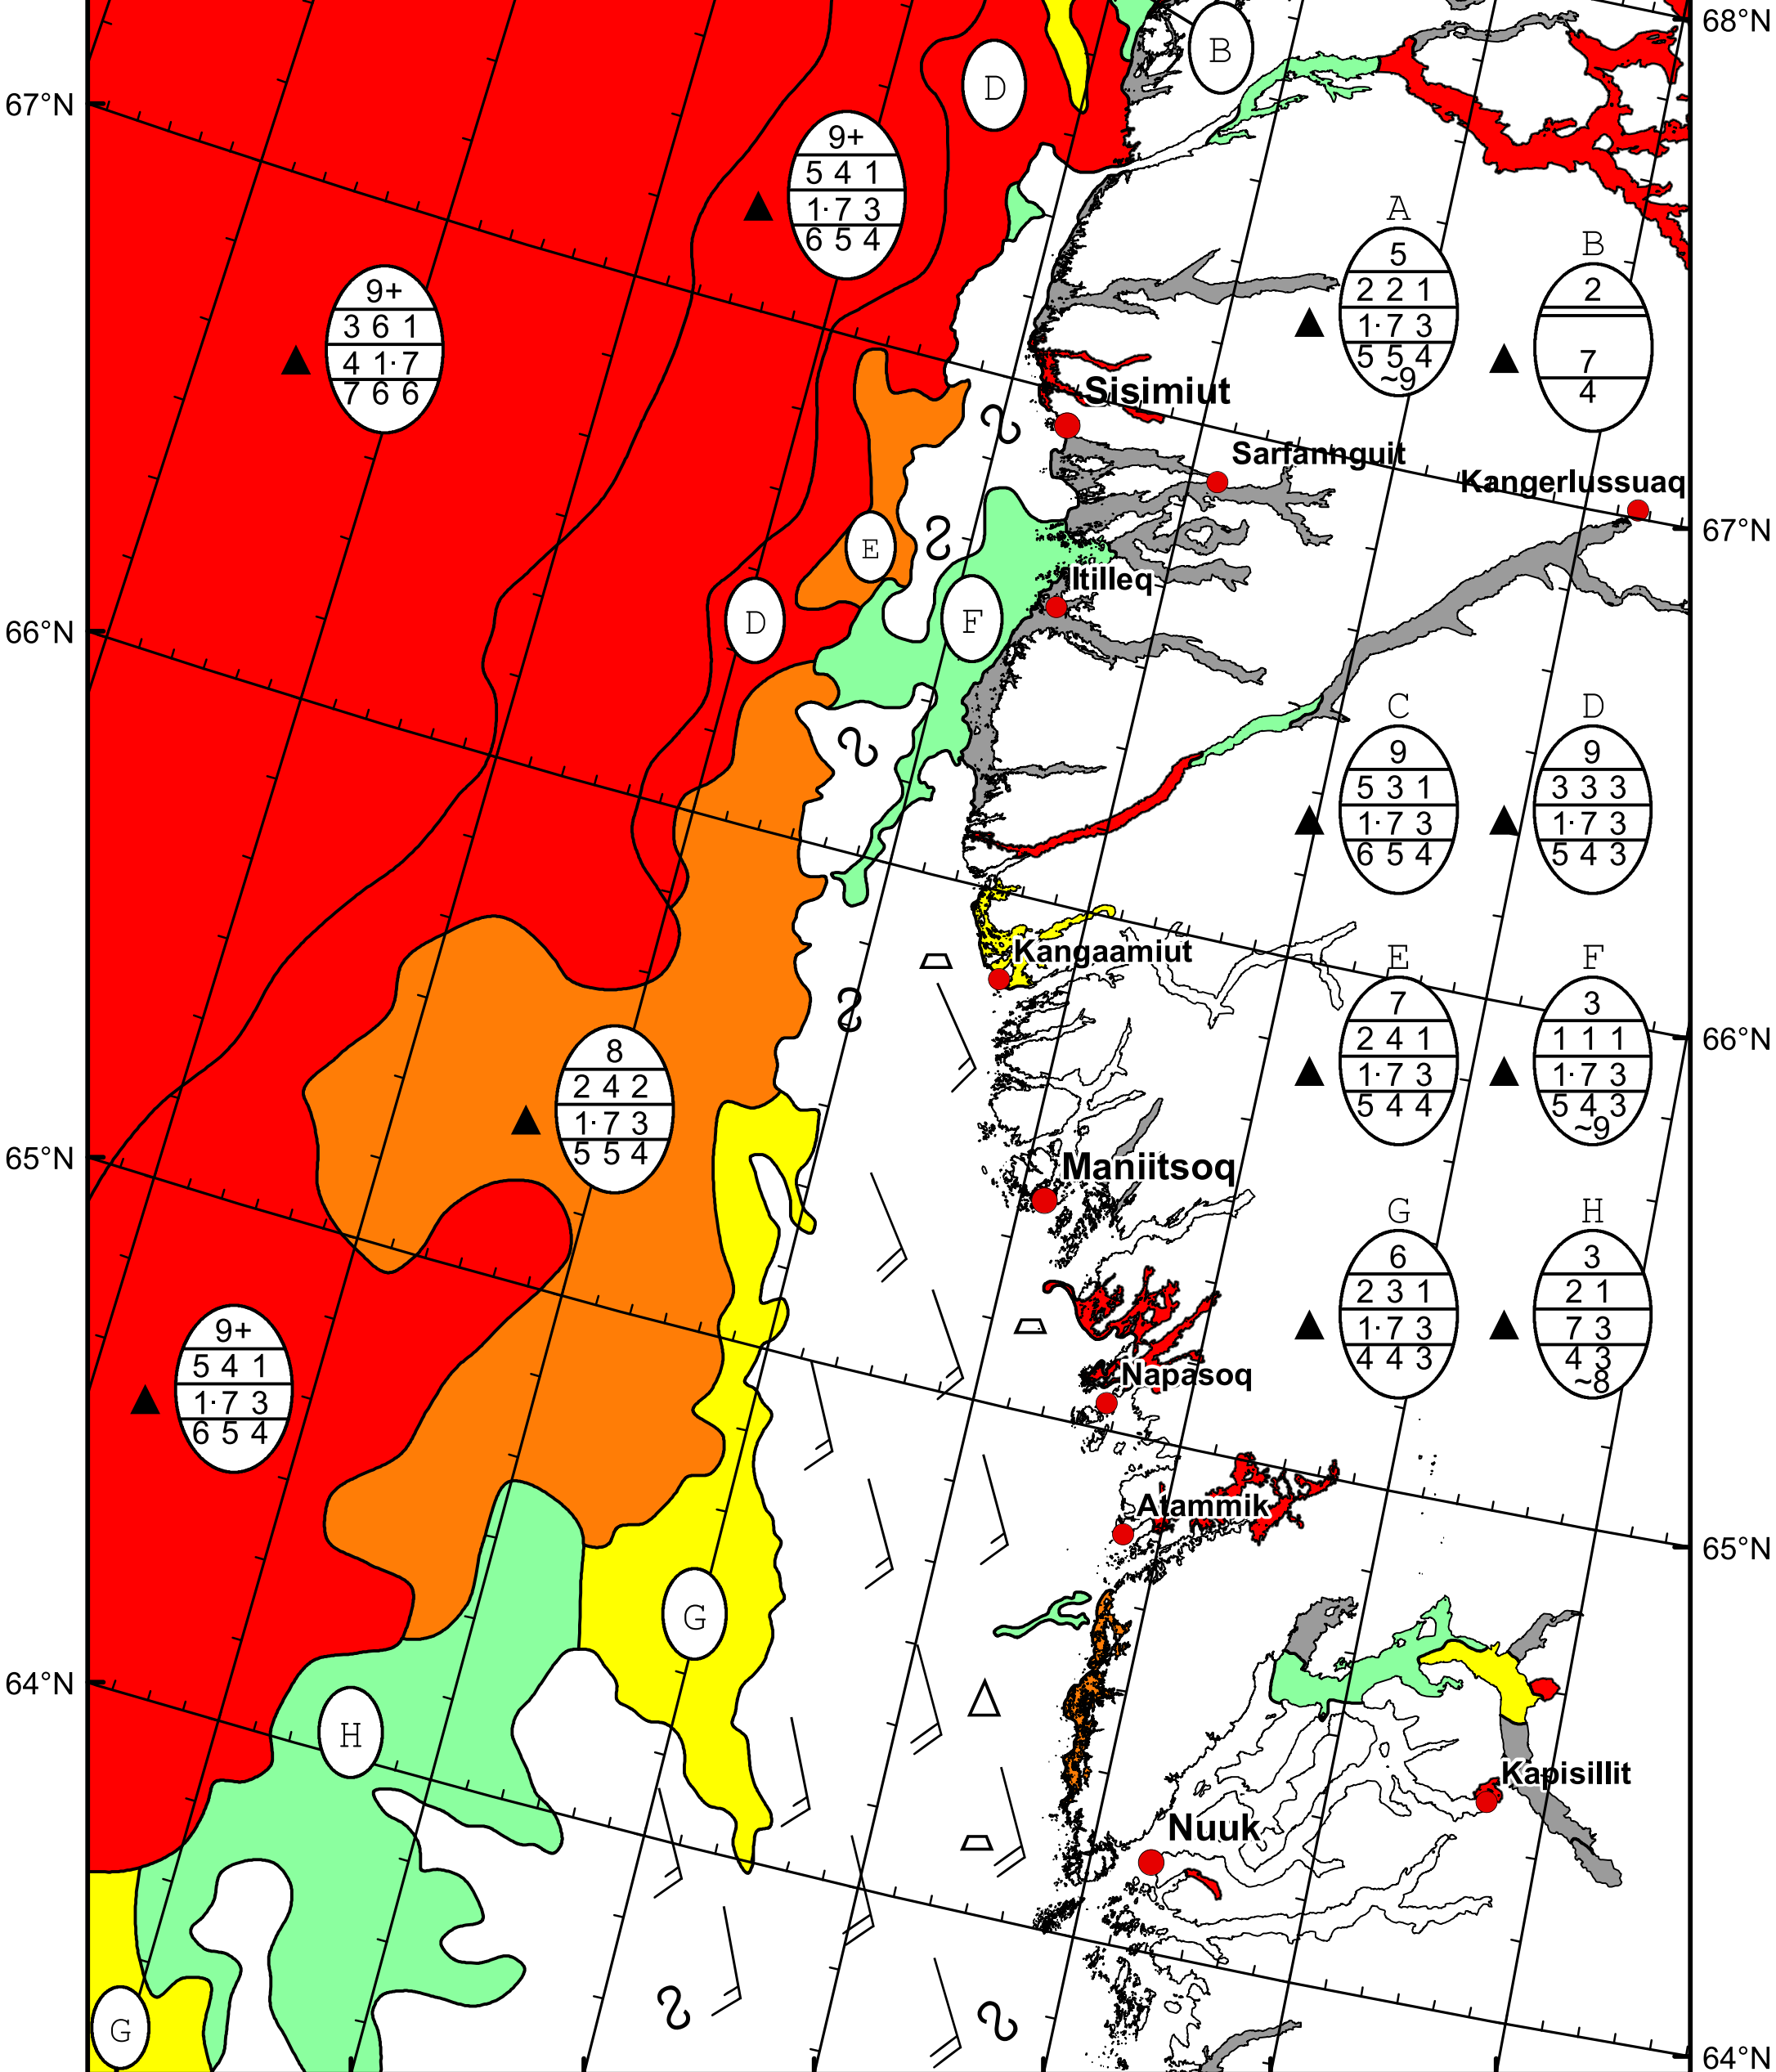 68°N
B
D
67°N
9+
5 4 1
1· 7 3
6 5 4
A
5
2 2 1
1· 7 3
5 5 4
~9
B
2
7
4
9+
3 6 1
4 1· 7
7 6 6
Sisimiut
Sarfannguit
Kangerlussuaq
67°N
E
Itilleq
D
F
66°N
C
9
5 3 1
1· 7 3
6 5 4
D
9
3 3 3
1· 7 3
5 4 3
Kangaamiut
E
7
2 4 1
1· 7 3
5 4 4
F
3
1 1 1
1· 7 3
5 4 3
~9
66°N
8
2 4 2
1· 7 3
5 5 4
65°N
Maniitsoq
G
6
2 3 1
1· 7 3
4 4 3
H
3
2 1
7 3
4 3
~8
9+
5 4 1
1· 7 3
6 5 4
Napasoq
Atammik
65°N
G
64°N
H
Kapisillit
Nuuk
G
64°N